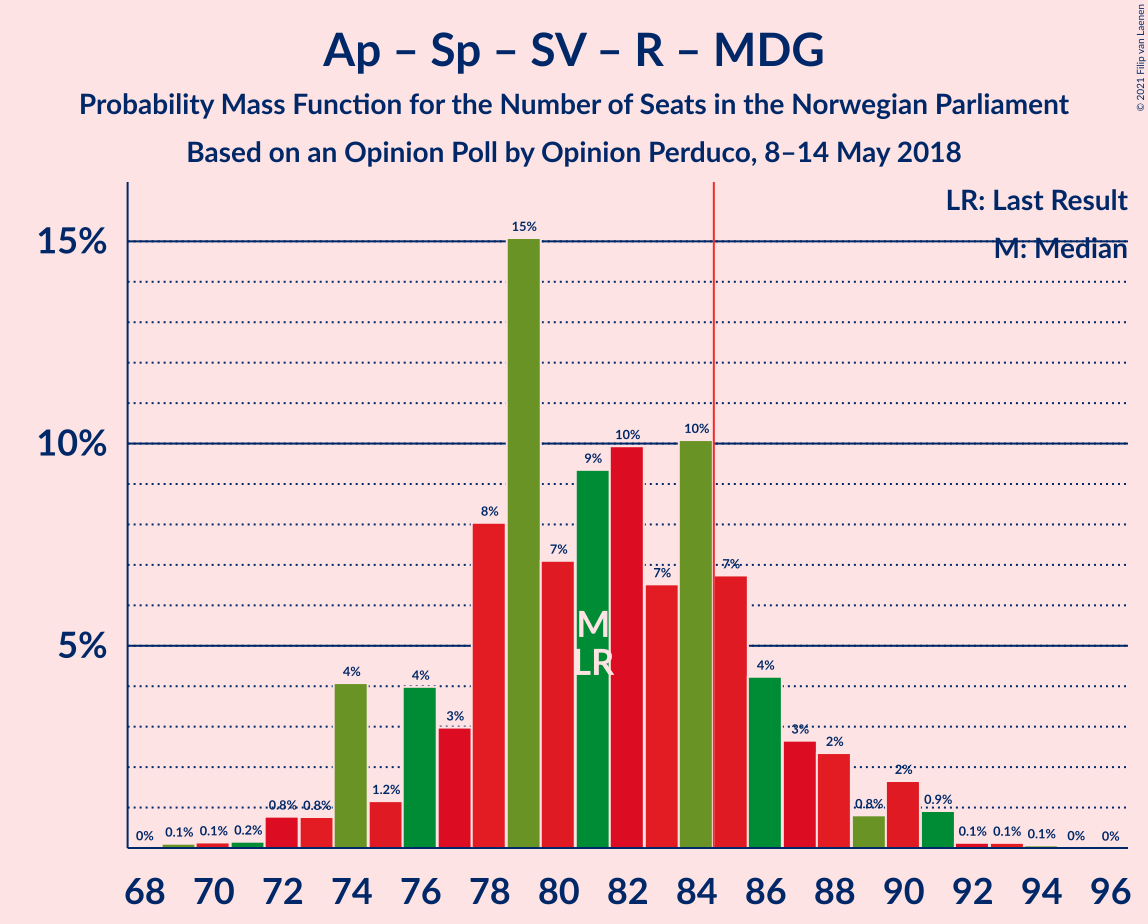 Ap – Sp – SV – R – MDG
Probability Mass Function for the Number of Seats in the Norwegian Parliament
Based on an Opinion Poll by Opinion Perduco, 8–14 May 2018
© 2021 Filip van Laenen
LR: Last Result
M: Median
15%
10%
5%
0% 0.1% 0.1% 0.2% 0.8% 0.8% 4% 1.2% 4% 3% 8% 15% 7% 9% 10% 7% 10% 7% 4% 3% 2% 0.8% 2% 0.9% 0.1% 0.1% 0.1% 0% 0%
M
LR
68 70 72 74 76 78 80 82 84 86 88 90 92 94 96